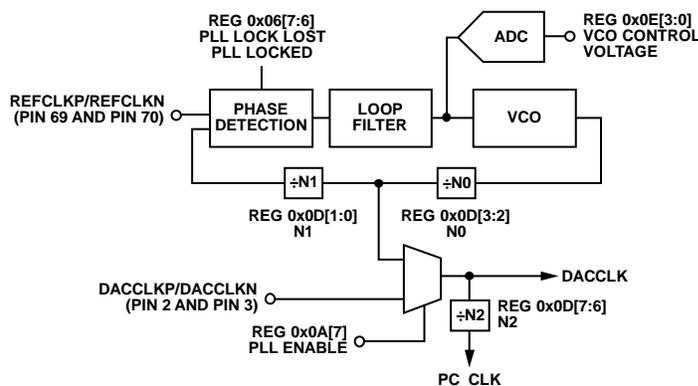 REG 0x06[7:6]
PLL LOCK LOST
PLL LOCKED
ADC
REG 0x0E[3:0]
VCO CONTROL
VOLTAGE
REFCLKP/REFCLKN
(PIN 69 AND PIN 70)
PHASE
DETECTION
LOOP
FILTER
VCO
÷N1
÷N0
REG 0x0D[1:0]
N1
REG 0x0D[3:2]
N0
DACCLKP/DACCLKN
(PIN 2 AND PIN 3)
DACCLK
REG 0x0A[7]
PLL ENABLE
÷N2
REG 0x0D[7:6]
N2
PC CLK